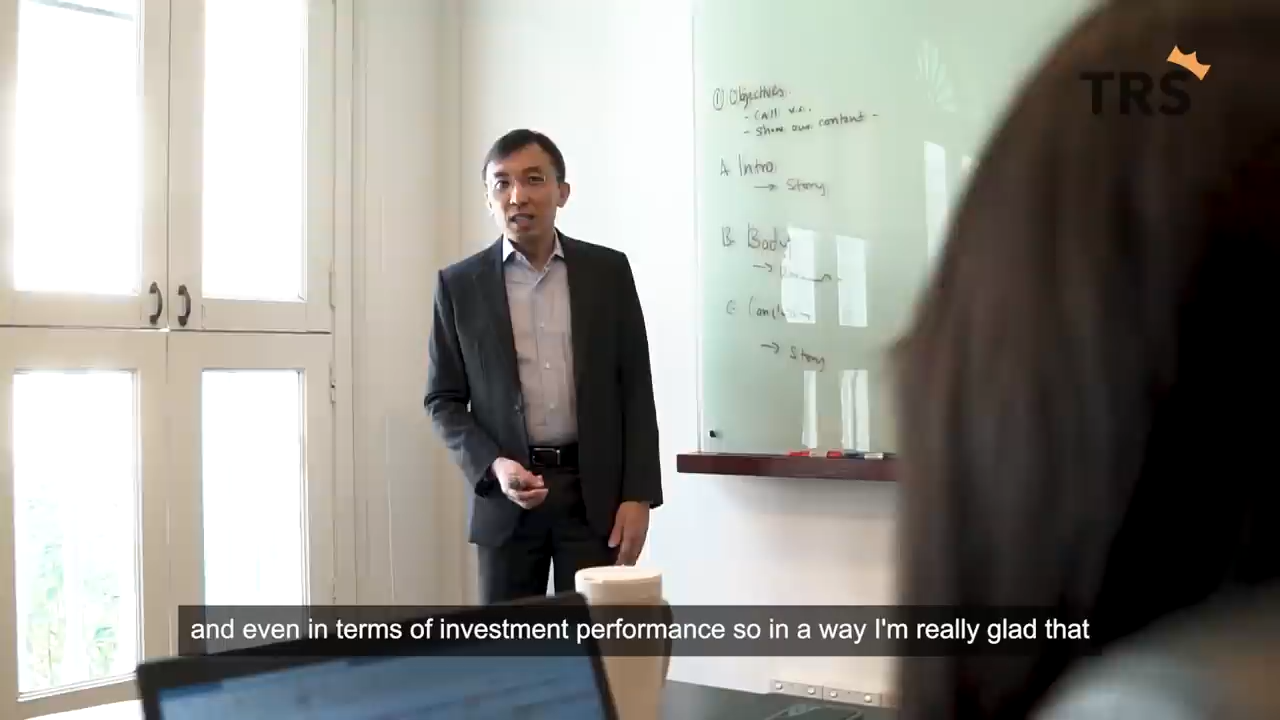 TRS
① Objectives.
- Call
- Share our content -
A. Intro
→ Story
B. Body
→
C.
→ Story
and even in terms of investment performance so in a way I'm really glad that